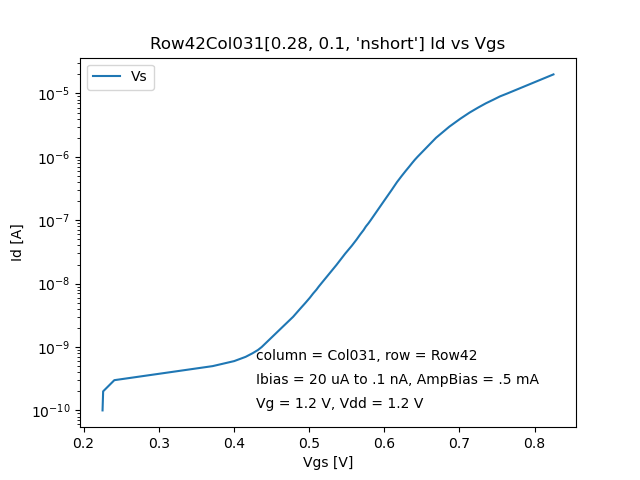 Row42Col031[0.28, 0.1, 'nshort'] Id vs Vgs
Vs
10⁻⁵
10⁻⁶
10⁻⁷
10⁻⁸
10⁻⁹
10⁻¹⁰
Id [A]
column = Col031, row = Row42
Ibias = 20 uA to .1 nA, AmpBias = .5 mA
Vg = 1.2 V, Vdd = 1.2 V
0.2 0.3 0.4 0.5 0.6 0.7 0.8
Vgs [V]